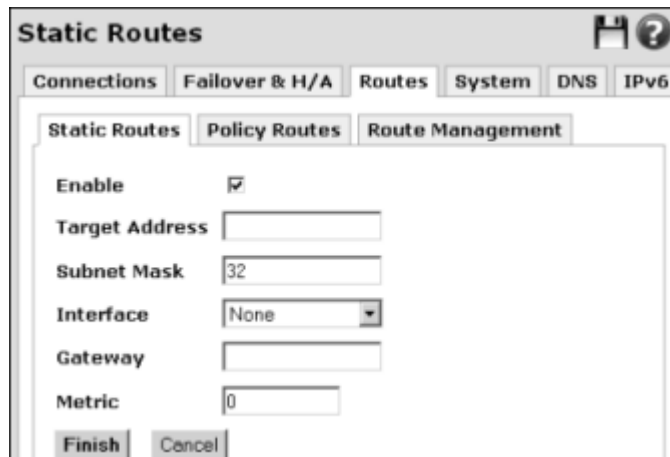 Static Routes
Connections Failover & H/A Routes System DNS IPv6
Static Routes Policy Routes Route Management
Enable
Target Address
Subnet Mask 32
Interface None
Gateway
Metric 0
Finish Cancel